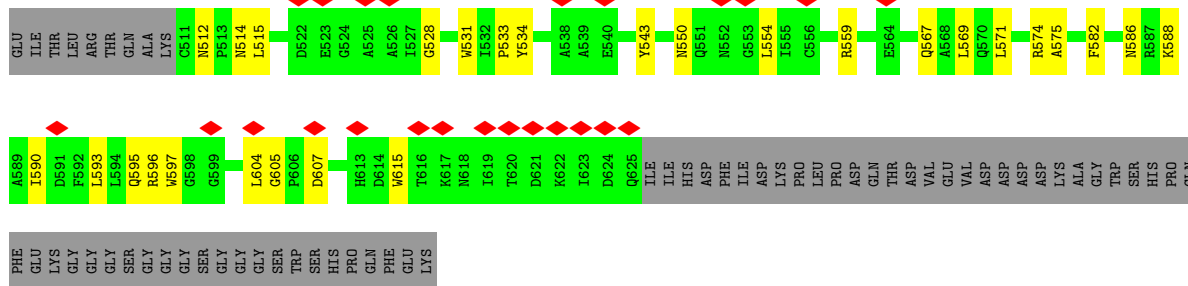 GLU ILE THR LEU ARG THR GLN ALA LYS C511 N512 P513 N514 L515 D522 E523 G524 A525 A526 I527 G528 W531 I532 P533 Y534 A538 A539 E540 Y543 N550 Q551 N552 G553 L554 I555 C556 R559 E564 Q567 A568 L569 Q570 L571 R574 A575 F582 N586 R587 K588
A589 I590 D591 F592 L593 L594 Q595 R596 W597 G598 G599 L604 G605 P606 D607 H613 D614 W615 T616 K617 N618 I619 T620 D621 K622 I623 D624 Q625 ILE ILE HIS ASP PHE ILE ASP LYS PRO LEU PRO ASP GLN THR ASP VAL GLU VAL ASP ASP ASP ASP LYS ALA GLY TRP SER HIS PRO GLN
PHE GLU LYS GLY GLY GLY SER GLY GLY GLY SER GLY GLY GLY SER TRP SER HIS PRO GLN PHE GLU LYS